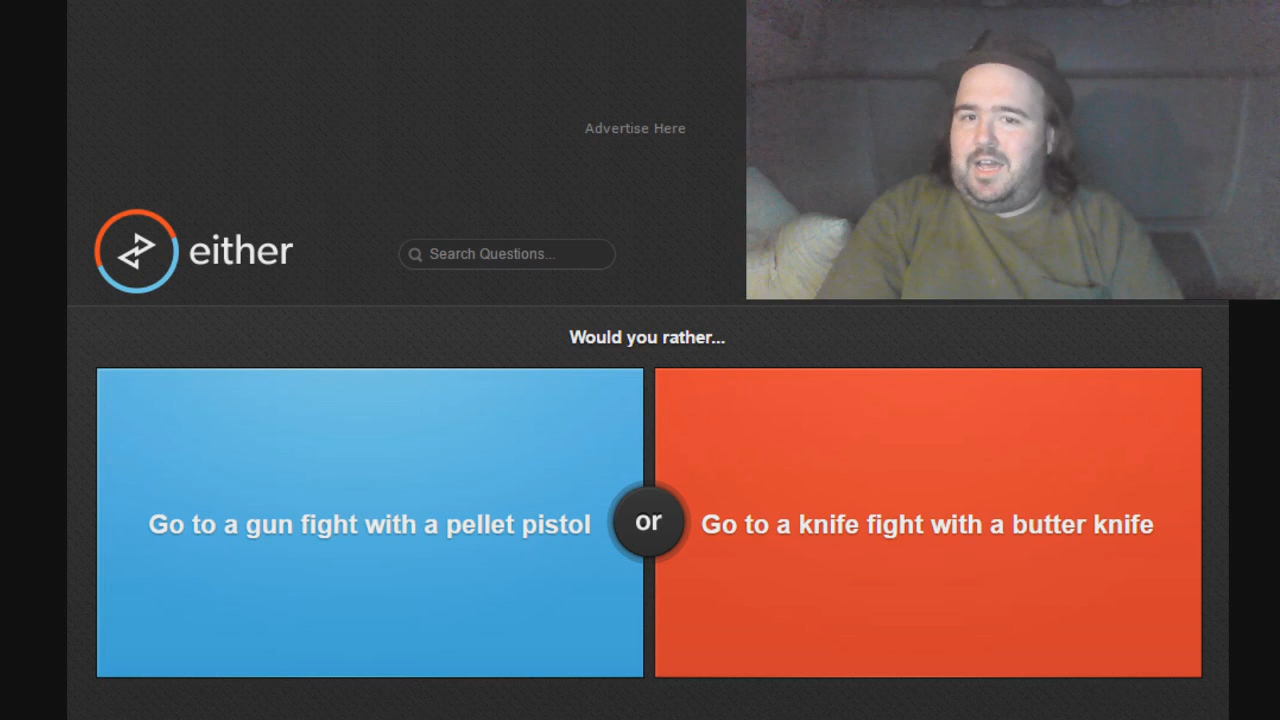 Advertise Here
either
Search Questions...
Would you rather...
Go to a gun fight with a pellet pistol
or
Go to a knife fight with a butter knife